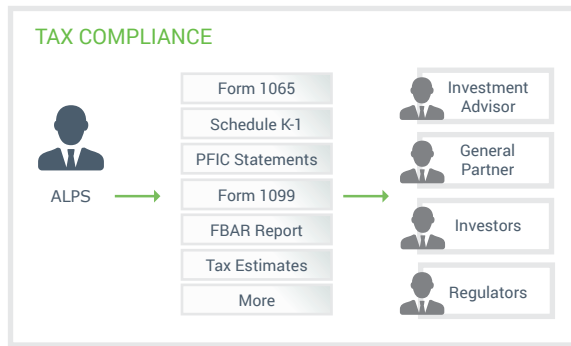 TAX COMPLIANCE
ALPS
Form 1065
Schedule K-1
PFIC Statements
Form 1099
FBAR Report
Tax Estimates
More
Investment
Advisor
General
Partner
Investors
Regulators